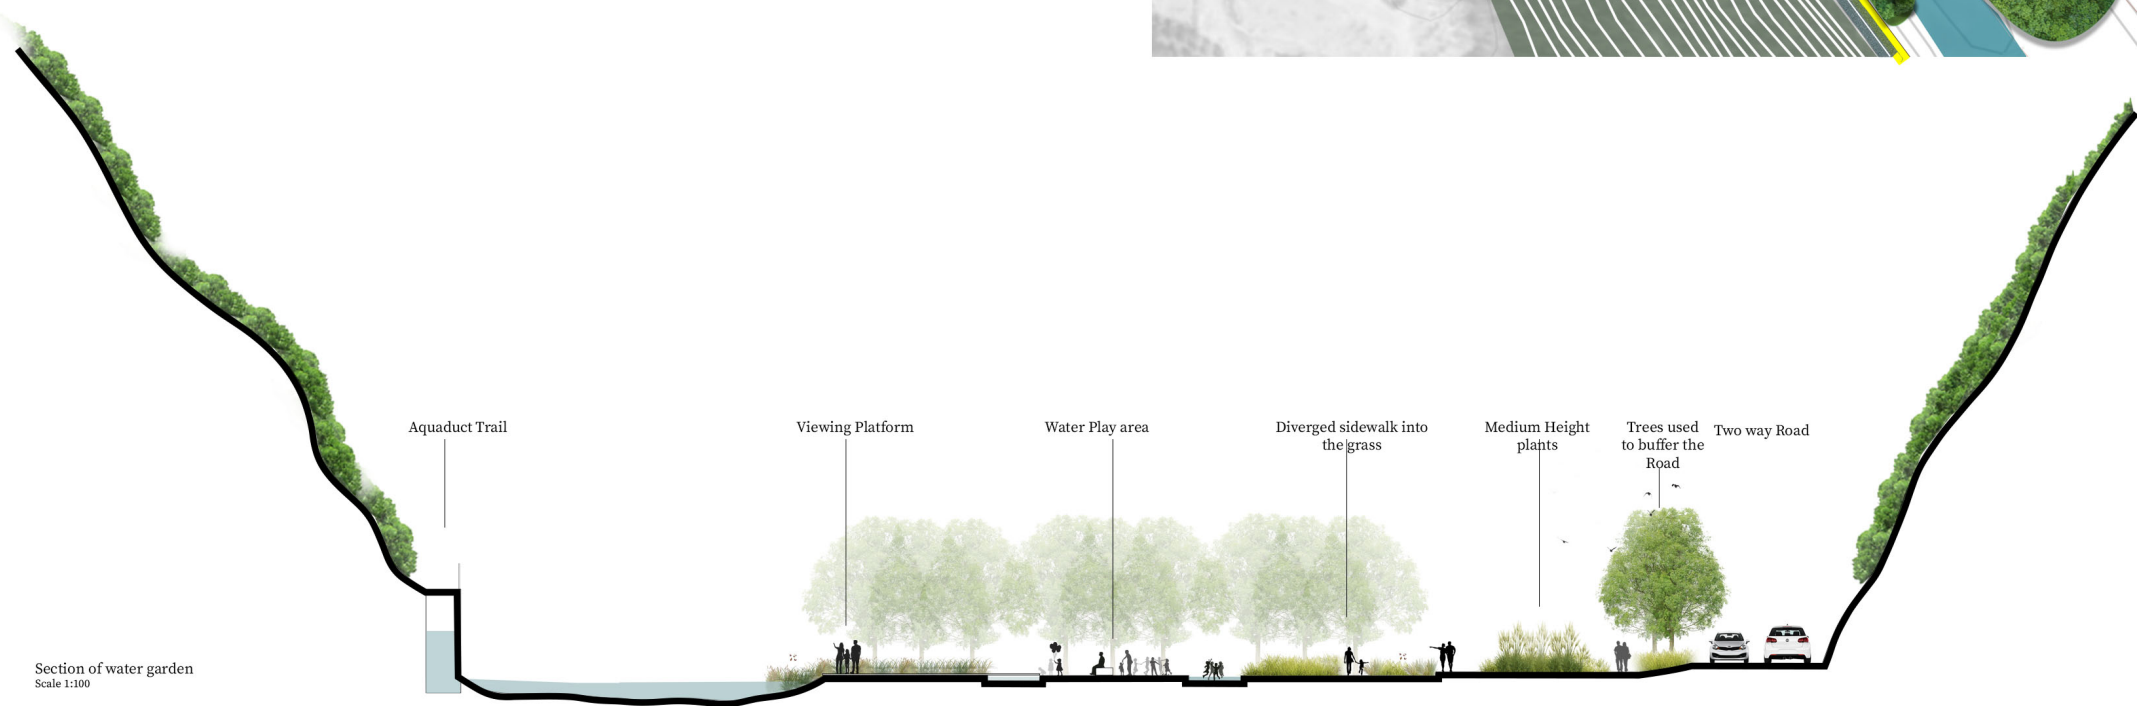 Aquaduct Trail
Viewing Platform
Water Play area
Diverged sidewalk into
the grass
Medium Height
plants
Trees used
to buffer the
Road
Two way Road
Section of water garden
Scale 1:100